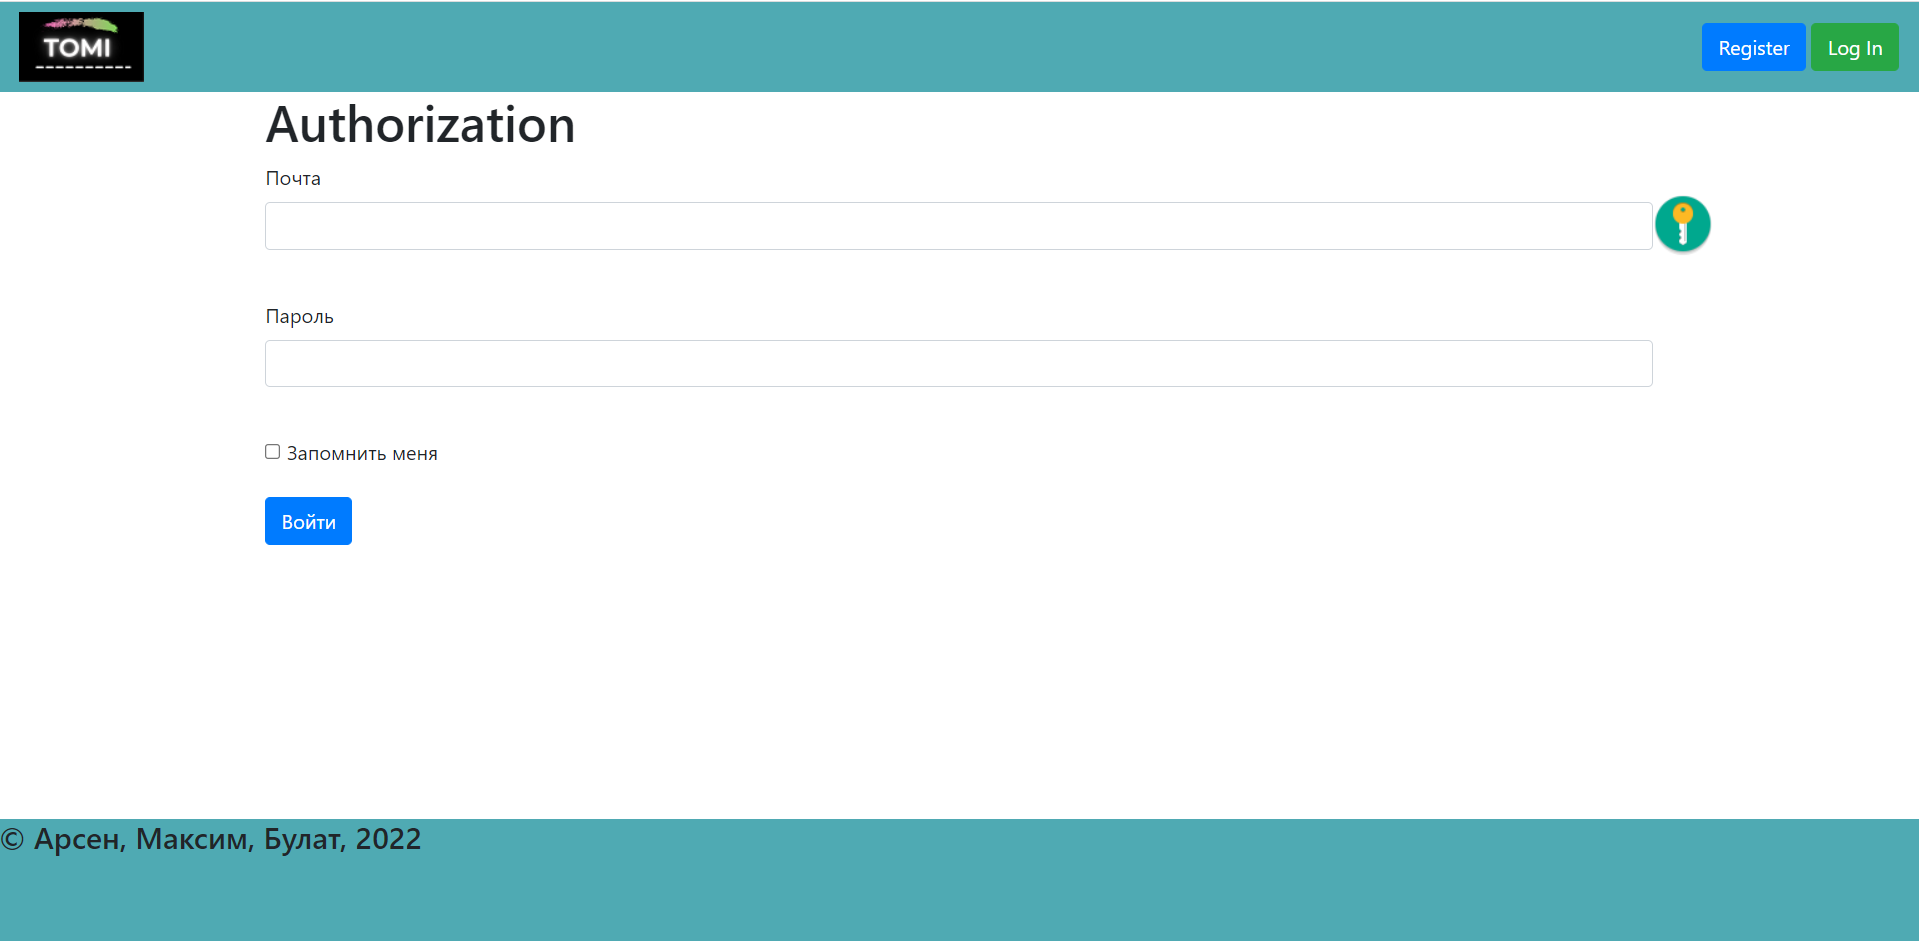 TOMI
Register
Log In
Authorization
Почта
Пароль
Запомнить меня
Войти
© Арсен, Максим, Булат, 2022